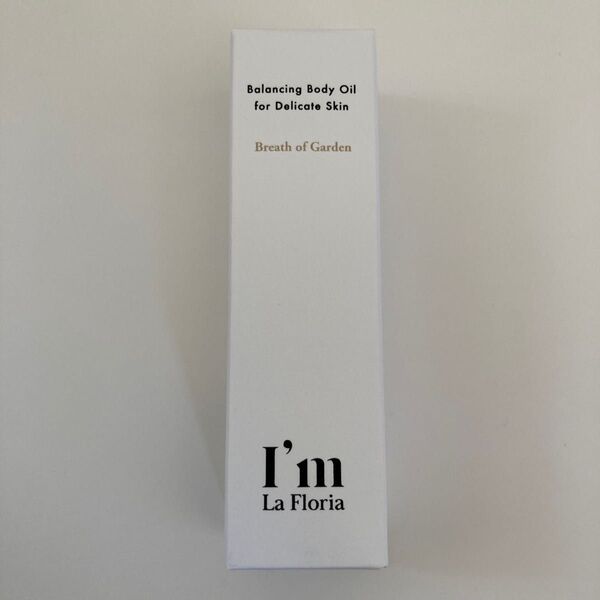 Balancing Body Oil
for Delicate Skin
Breath of Garden
I'm
La Floria